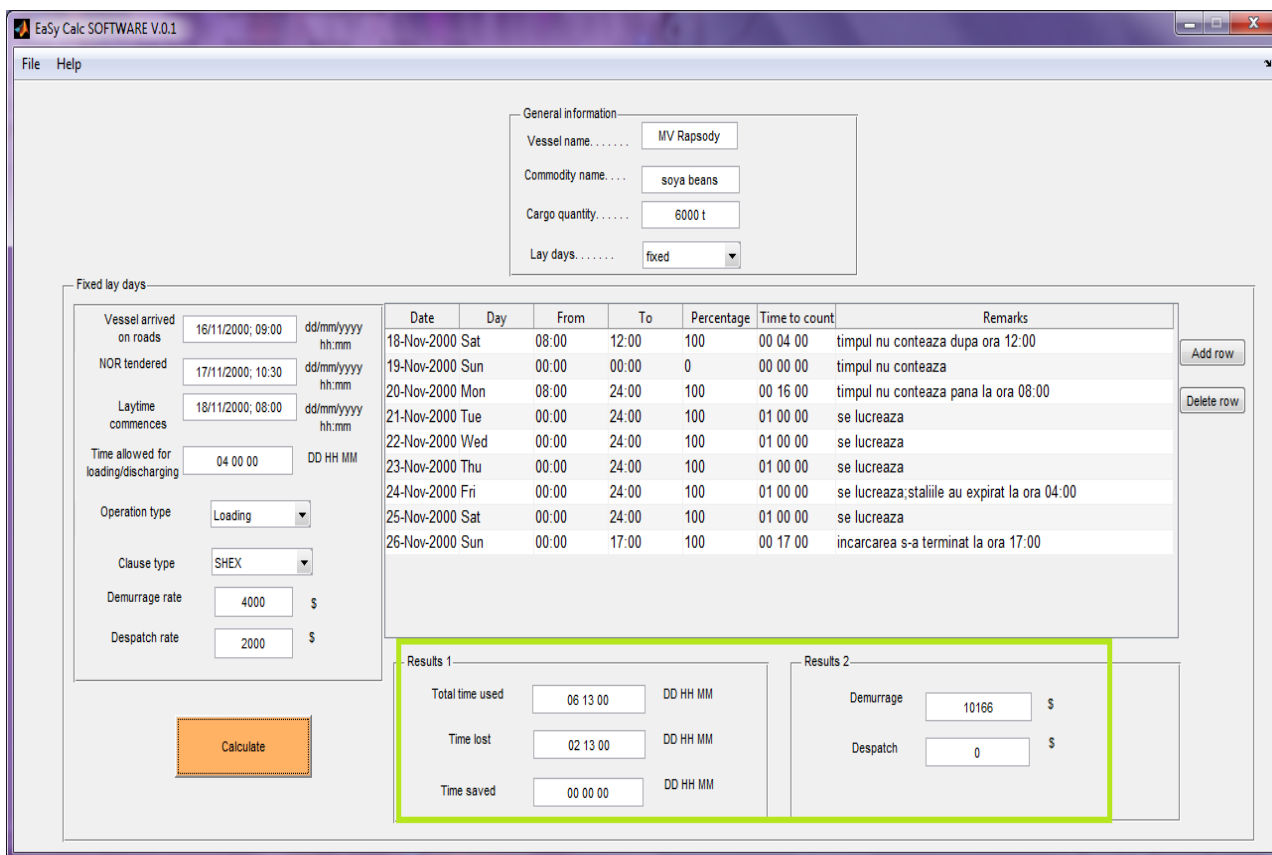 EaSy Calc SOFTWARE V.0.1
File Help
General information
Vessel name. . . . . . . MV Rapsody
Commodity name. . . . soya beans
Cargo quantity. . . . . . 6000 t
Lay days. . . . . . . fixed
Fixed lay days
Vessel arrived
on roads
16/11/2000; 09:00
dd/mm/yyyy
hh:mm
NOR tendered
17/11/2000; 10:30
dd/mm/yyyy
hh:mm
Laytime
commences
18/11/2000; 08:00
dd/mm/yyyy
hh:mm
Time allowed for
loading/discharging
04 00 00
DD HH MM
Operation type Loading
Clause type SHEX
Demurrage rate 4000 $
Despatch rate 2000 $
Calculate
Date Day From To Percentage Time to count Remarks
18-Nov-2000 Sat 08:00 12:00 100 00 04 00 timpul nu conteaza dupa ora 12:00
19-Nov-2000 Sun 00:00 00:00 0 00 00 00 timpul nu conteaza
20-Nov-2000 Mon 08:00 24:00 100 00 16 00 timpul nu conteaza pana la ora 08:00
21-Nov-2000 Tue 00:00 24:00 100 01 00 00 se lucreaza
22-Nov-2000 Wed 00:00 24:00 100 01 00 00 se lucreaza
23-Nov-2000 Thu 00:00 24:00 100 01 00 00 se lucreaza
24-Nov-2000 Fri 00:00 24:00 100 01 00 00 se lucreaza;staliile au expirat la ora 04:00
25-Nov-2000 Sat 00:00 24:00 100 01 00 00 se lucreaza
26-Nov-2000 Sun 00:00 17:00 100 00 17 00 incarcarea s-a terminat la ora 17:00
Add row
Delete row
Results 1
Total time used 06 13 00 DD HH MM
Time lost 02 13 00 DD HH MM
Time saved 00 00 00 DD HH MM
Results 2
Demurrage 10166 $
Despatch 0 $